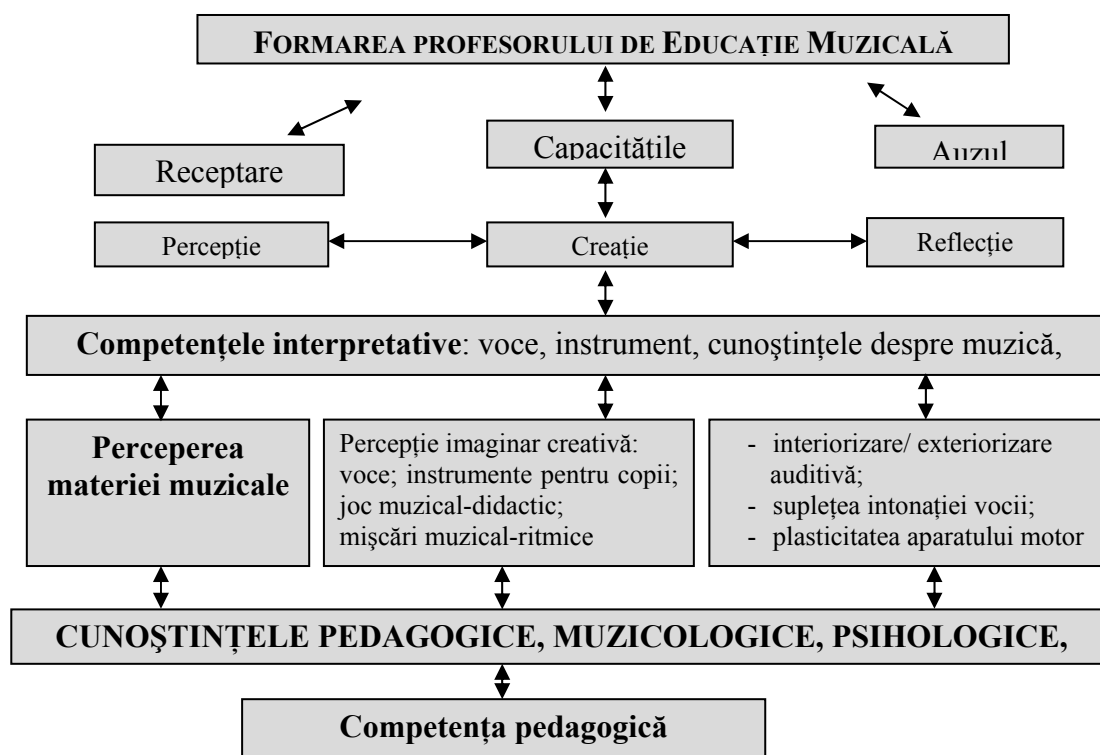 FORMAREA PROFESORULUI DE EDUCAȚIE MUZICALĂ
Receptare
Capacitățile
Auzul
Percepție
Creație
Reflecție
Competențele interpretative: voce, instrument, cunoştințele despre muzică,
Perceperea
materiei muzicale
Percepție imaginar creativă:
voce; instrumente pentru copii;
joc muzical-didactic;
mişcări muzical-ritmice
- interiorizare/ exteriorizare
auditivă;
- suplețea intonației vocii;
- plasticitatea aparatului motor
CUNOŞTINȚELE PEDAGOGICE, MUZICOLOGICE, PSIHOLOGICE,
Competența pedagogică